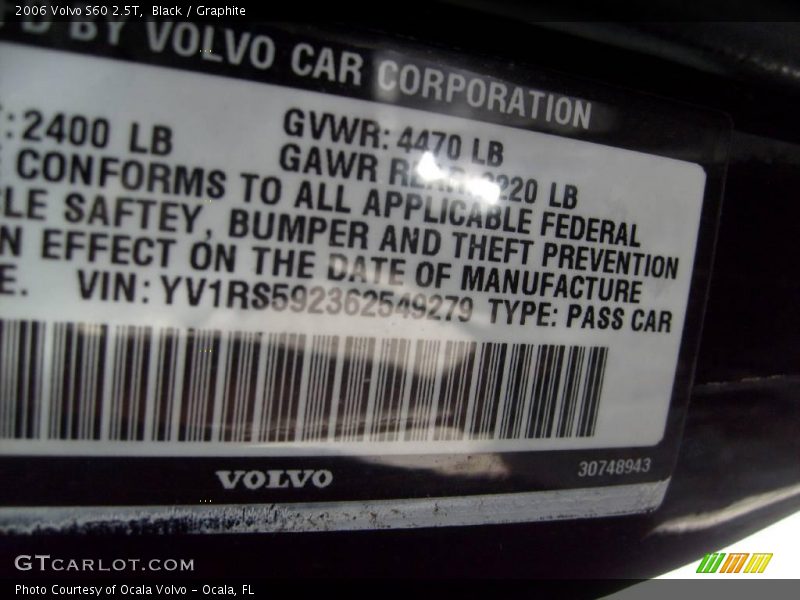 2006 Volvo S60 2.5T, Black / Graphite
D BY VOLVO CAR CORPORATION
: 2400 LB GVWR: 4470 LB
GAWR REAR 2220 LB
CONFORMS TO ALL APPLICABLE FEDERAL
LE SAFTEY, BUMPER AND THEFT PREVENTION
N EFFECT ON THE DATE OF MANUFACTURE
E. VIN: YV1RS592362549279 TYPE: PASS CAR
VOLVO 30748943
GTCARLOT.COM
Photo Courtesy of Ocala Volvo - Ocala, FL